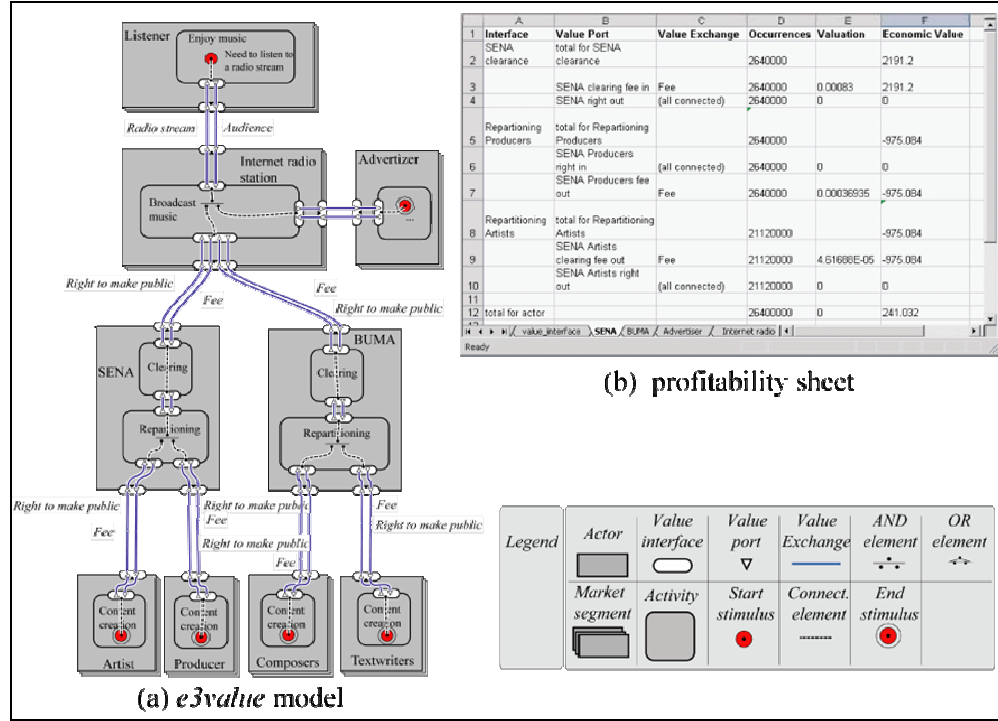 Listener
Enjoy music
Need to listen to
a radio stream
Radio stream
Audience
Internet radio
station
Advertizer
Broadcast
music
...
Right to make public
Fee
Fee
Right to make public
SENA
Clearing
Repartioning
BUMA
Clearing
Repartioning
Right to make public
Fee
Right to make public
Fee
Right to make public
Fee
Fee
Right to make public
Content
creation
Artist
Content
creation
Producer
Content
creation
Composers
Content
creation
Textwriters
(a) e3value model
A B C D E F
1 Interface Value Port Value Exchange Occurrences Valuation Economic Value
2 SENA clearance total for SENA clearance 2640000 2191.2
3 SENA clearing fee in Fee 2640000 0.00083 2191.2
4 SENA right out (all connected) 2640000 0 0
5 Repartioning Producers total for Repartioning Producers 2640000 -975.084
6 SENA Producers right in (all connected) 2640000 0 0
7 SENA Producers fee out Fee 2640000 0.00036935 -975.084
8 Repartitioning Artists total for Repartitioning Artists 21120000 -975.084
9 SENA Artists clearing fee out Fee 21120000 4.61688E-05 -975.084
10 SENA Artists right out (all connected) 21120000 0 0
11
12 total for actor 26400000 0 241.032
value_interface SENA BUMA Advertiser Internet radio
Ready
(b) profitability sheet
Legend
Actor
Value
interface
Value
port
Value
Exchange
AND
element
OR
element
Market
segment
Activity
Start
stimulus
Connect.
element
End
stimulus